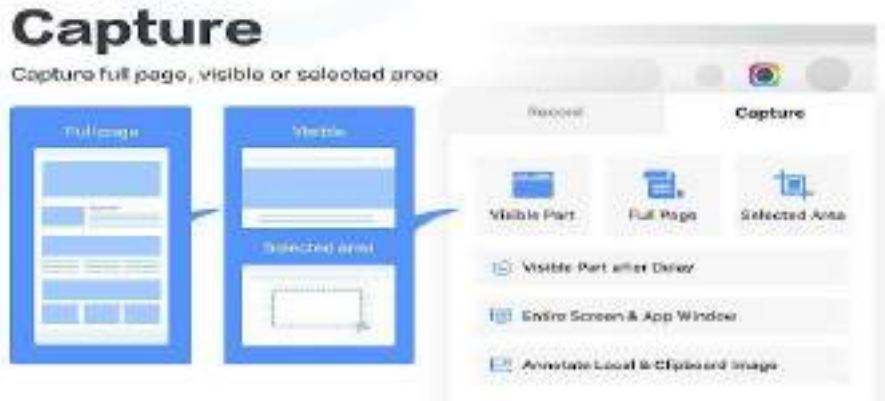 Capture
Capture full page, visible or selected area
Full page
Visible
Selected area
Record
Capture
Visible Part
Full Page
Selected Area
Visible Part after Delay
Entire Screen & App Window
Annotate Local & Clipboard Image